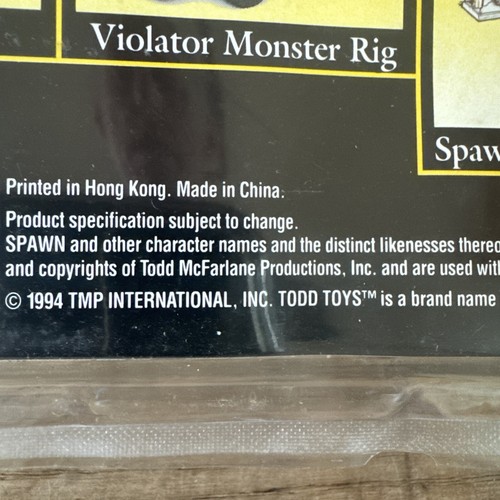 Violator Monster Rig
Spaw
Printed in Hong Kong. Made in China.
Product specification subject to change.
SPAWN and other character names and the distinct likenesses thereo
and copyrights of Todd McFarlane Productions, Inc. and are used wit
© 1994 TMP INTERNATIONAL, INC. TODD TOYS™ is a brand name